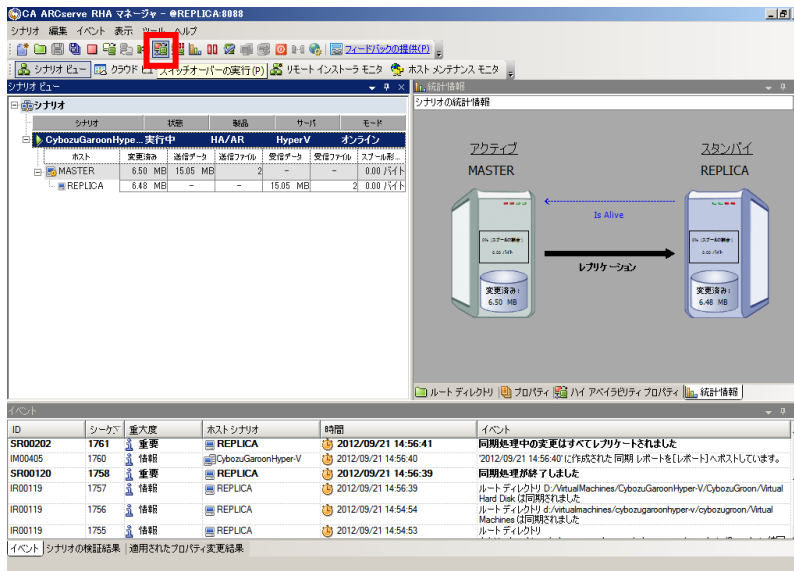 CA ARCserve RHA マネージャ - @REPLICA:8088
シナリオ 編集 イベント 表示 ツール ヘルプ
フィードバックの提供(P)
シナリオ ビュー クラウド ビ スイッチオーバーの実行(P) リモート インストーラ モニタ ホスト メンテナンス モニタ
シナリオ ビュー
シナリオ
シナリオ 状態 製品 サーバ モード
CybozuGaroonHype... 実行中 HA/AR HyperV オンライン
ホスト 変更済み 送信データ 送信ファイル 受信データ 受信ファイル スプール形...
MASTER 6.50 MB 15.05 MB 2 - - 0.00 バイト
REPLICA 6.48 MB - - 15.05 MB 2 0.00 バイト
統計情報
シナリオの統計情報
アクティブ スタンバイ
MASTER REPLICA
Is Alive
0.00 バイト 0.00 バイト
レプリケーション
変更済み: 変更済み:
6.50 MB 6.48 MB
ルート ディレクトリ プロパティ ハイ アベイラビリティ プロパティ 統計情報
イベント
ID シーケ 重大度 ホスト/シナリオ 時間 イベント
SR00202 1761 重要 REPLICA 2012/09/21 14:56:41 同期処理中の変更はすべてレプリケートされました
IM00405 1760 情報 CybozuGaroonHyper-V 2012/09/21 14:56:40 '2012/09/21 14:56:40' に作成された 同期 レポートを[レポート]へポストしています。
SR00120 1758 重要 REPLICA 2012/09/21 14:56:39 同期処理が終了しました
IR00119 1757 情報 REPLICA 2012/09/21 14:56:39 ルート ディレクトリ D:/VirtualMachines/CybozuGaroonHyper-V/CybozuGroon/Virtual
Hard Disk は同期されました
IR00119 1756 情報 REPLICA 2012/09/21 14:54:54 ルート ディレクトリ d:/virtualmachines/cybozugaroonhyper-v/cybozugroon/Virtual
Machines は同期されました
IR00119 1755 情報 REPLICA 2012/09/21 14:54:53 ルート ディレクトリ
イベント シナリオの検証結果 適用されたプロパティ変更結果